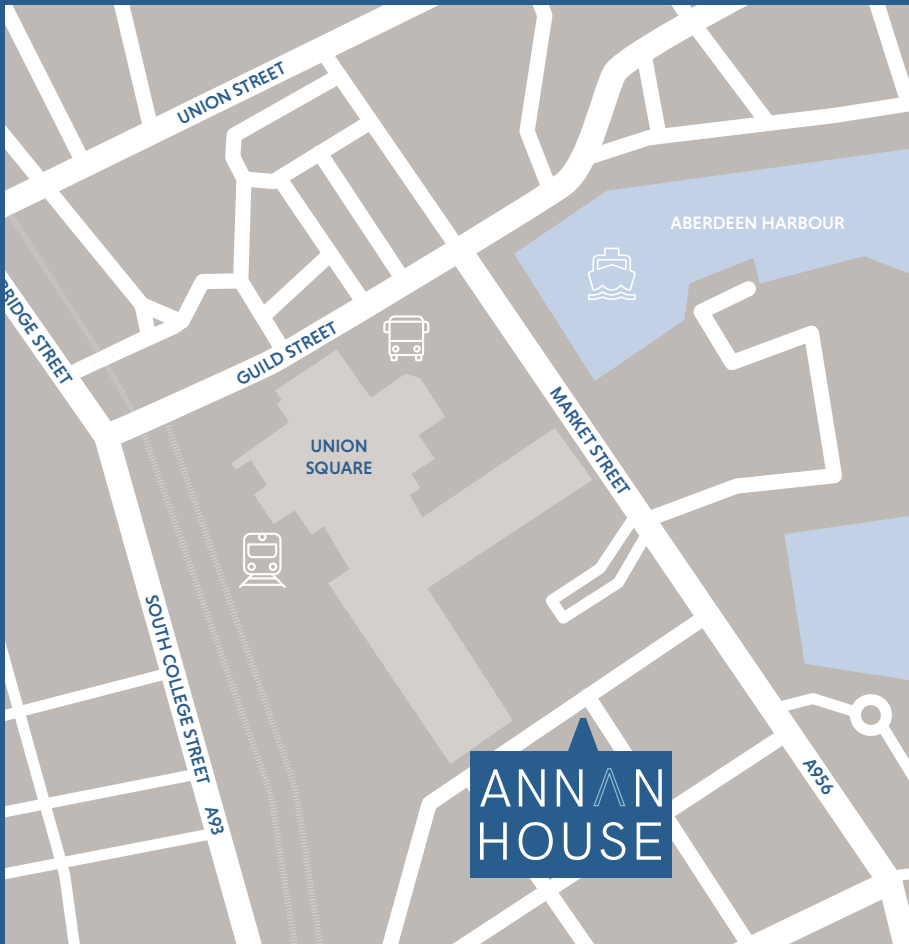 UNION STREET
ABERDEEN HARBOUR
BRIDGE STREET
GUILD STREET
MARKET STREET
UNION
SQUARE
SOUTH COLLEGE STREET
A93
A956
ANNAN
HOUSE